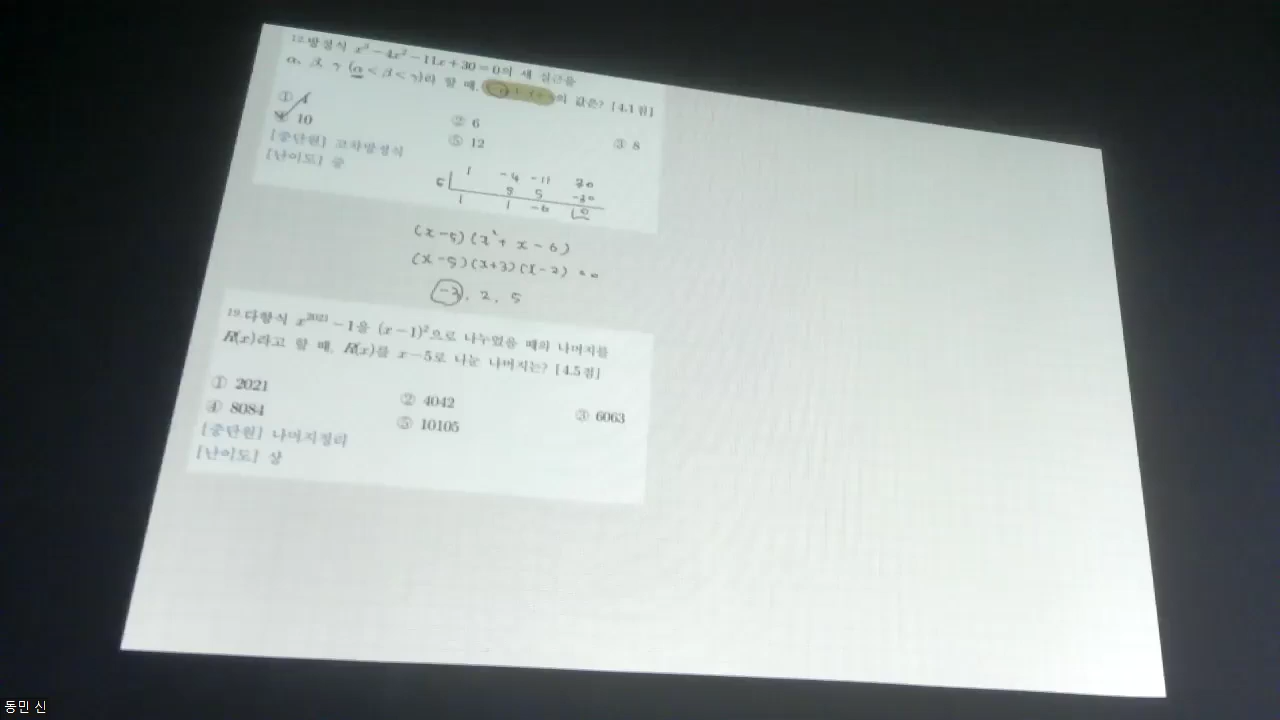 12.방정식 x³-4x²-11x+30=0의 세 실근을
α, β, γ (α<β<γ)라 할 때, 의 값은? [4.1점]
① 4
② 6
③ 8
10
⑤ 12
[중단원] 고차방정식
[난이도] 중
1 -4 -11 30
5 5 5 -30
1 1 -6 0
(x-5)(x²+x-6)
(x-5)(x+3)(x-2)=0
-3, 2, 5
19.다항식 x²⁰²¹-1을 (x-1)²으로 나누었을 때의 나머지를
R(x)라고 할 때, R(x)를 x-5로 나눈 나머지는? [4.5점]
① 2021
② 4042
③ 6063
④ 8084
⑤ 10105
[중단원] 나머지정리
[난이도] 상
동민 신